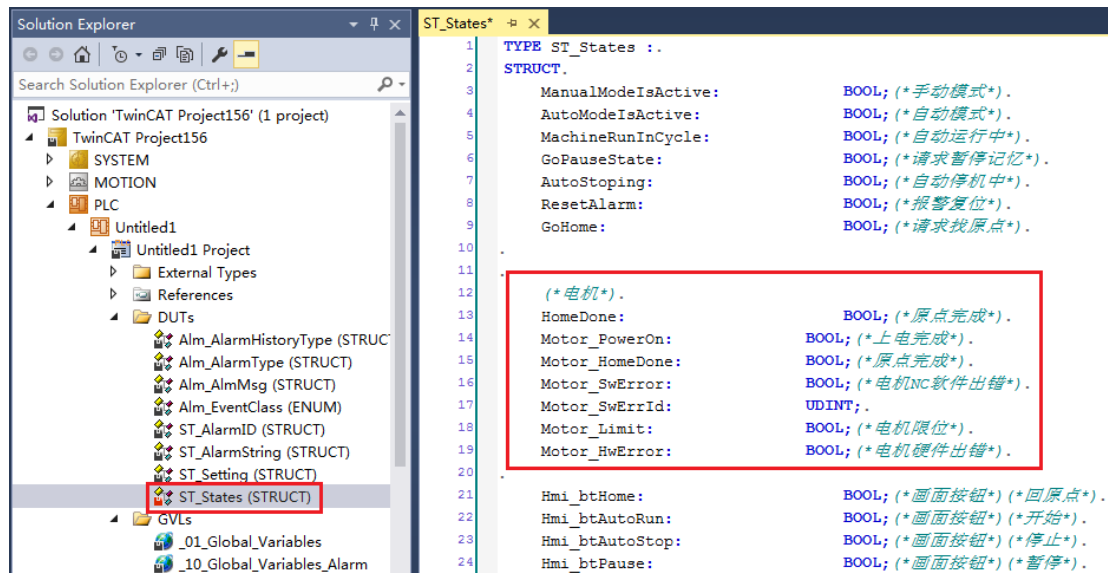 Solution Explorer
Search Solution Explorer (Ctrl+;)
Solution 'TwinCAT Project156' (1 project)
TwinCAT Project156
SYSTEM
MOTION
PLC
Untitled1
Untitled1 Project
External Types
References
DUTs
Alm_AlarmHistoryType (STRUC
Alm_AlarmType (STRUCT)
Alm_AlmMsg (STRUCT)
Alm_EventClass (ENUM)
ST_AlarmID (STRUCT)
ST_AlarmString (STRUCT)
ST_Setting (STRUCT)
ST_States (STRUCT)
GVLs
_01_Global_Variables
_10_Global_Variables_Alarm
ST_States*
1 TYPE ST_States :.
2 STRUCT.
3 ManualModeIsActive: BOOL;(*手动模式*).
4 AutoModeIsActive: BOOL;(*自动模式*).
5 MachineRunInCycle: BOOL;(*自动运行中*).
6 GoPauseState: BOOL;(*请求暂停记忆*).
7 AutoStoping: BOOL;(*自动停机中*).
8 ResetAlarm: BOOL;(*报警复位*).
9 GoHome: BOOL;(*请求找原点*).
10 .
11 .
12 (*电机*).
13 HomeDone: BOOL;(*原点完成*).
14 Motor_PowerOn: BOOL;(*上电完成*).
15 Motor_HomeDone: BOOL;(*原点完成*).
16 Motor_SwError: BOOL;(*电机NC软件出错*).
17 Motor_SwErrId: UDINT;.
18 Motor_Limit: BOOL;(*电机限位*).
19 Motor_HwError: BOOL;(*电机硬件出错*).
20 .
21 Hmi_btHome: BOOL;(*画面按钮*)(*回原点*).
22 Hmi_btAutoRun: BOOL;(*画面按钮*)(*开始*).
23 Hmi_btAutoStop: BOOL;(*画面按钮*)(*停止*).
24 Hmi_btPause: BOOL;(*画面按钮*)(*暂停*).